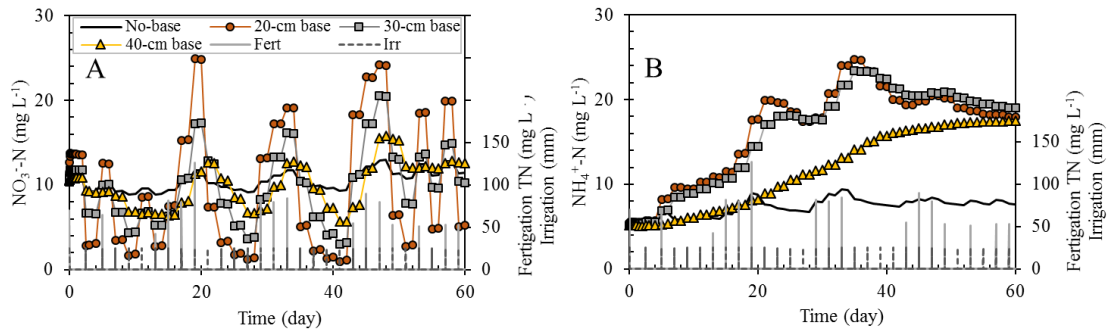 No-base 20-cm base 30-cm base
40-cm base Fert Irr
A
NO₃⁻-N (mg L⁻¹)
30
20
10
0
150
100
50
0
Fertigation TN (mg L⁻¹)
Irrigation (mm)
0 20 40 60
Time (day)
B
NH₄⁺-N (mg L⁻¹)
30
20
10
0
150
100
50
0
Fertigation TN (mg L⁻¹)
Irrigation (mm)
0 20 40 60
Time (day)